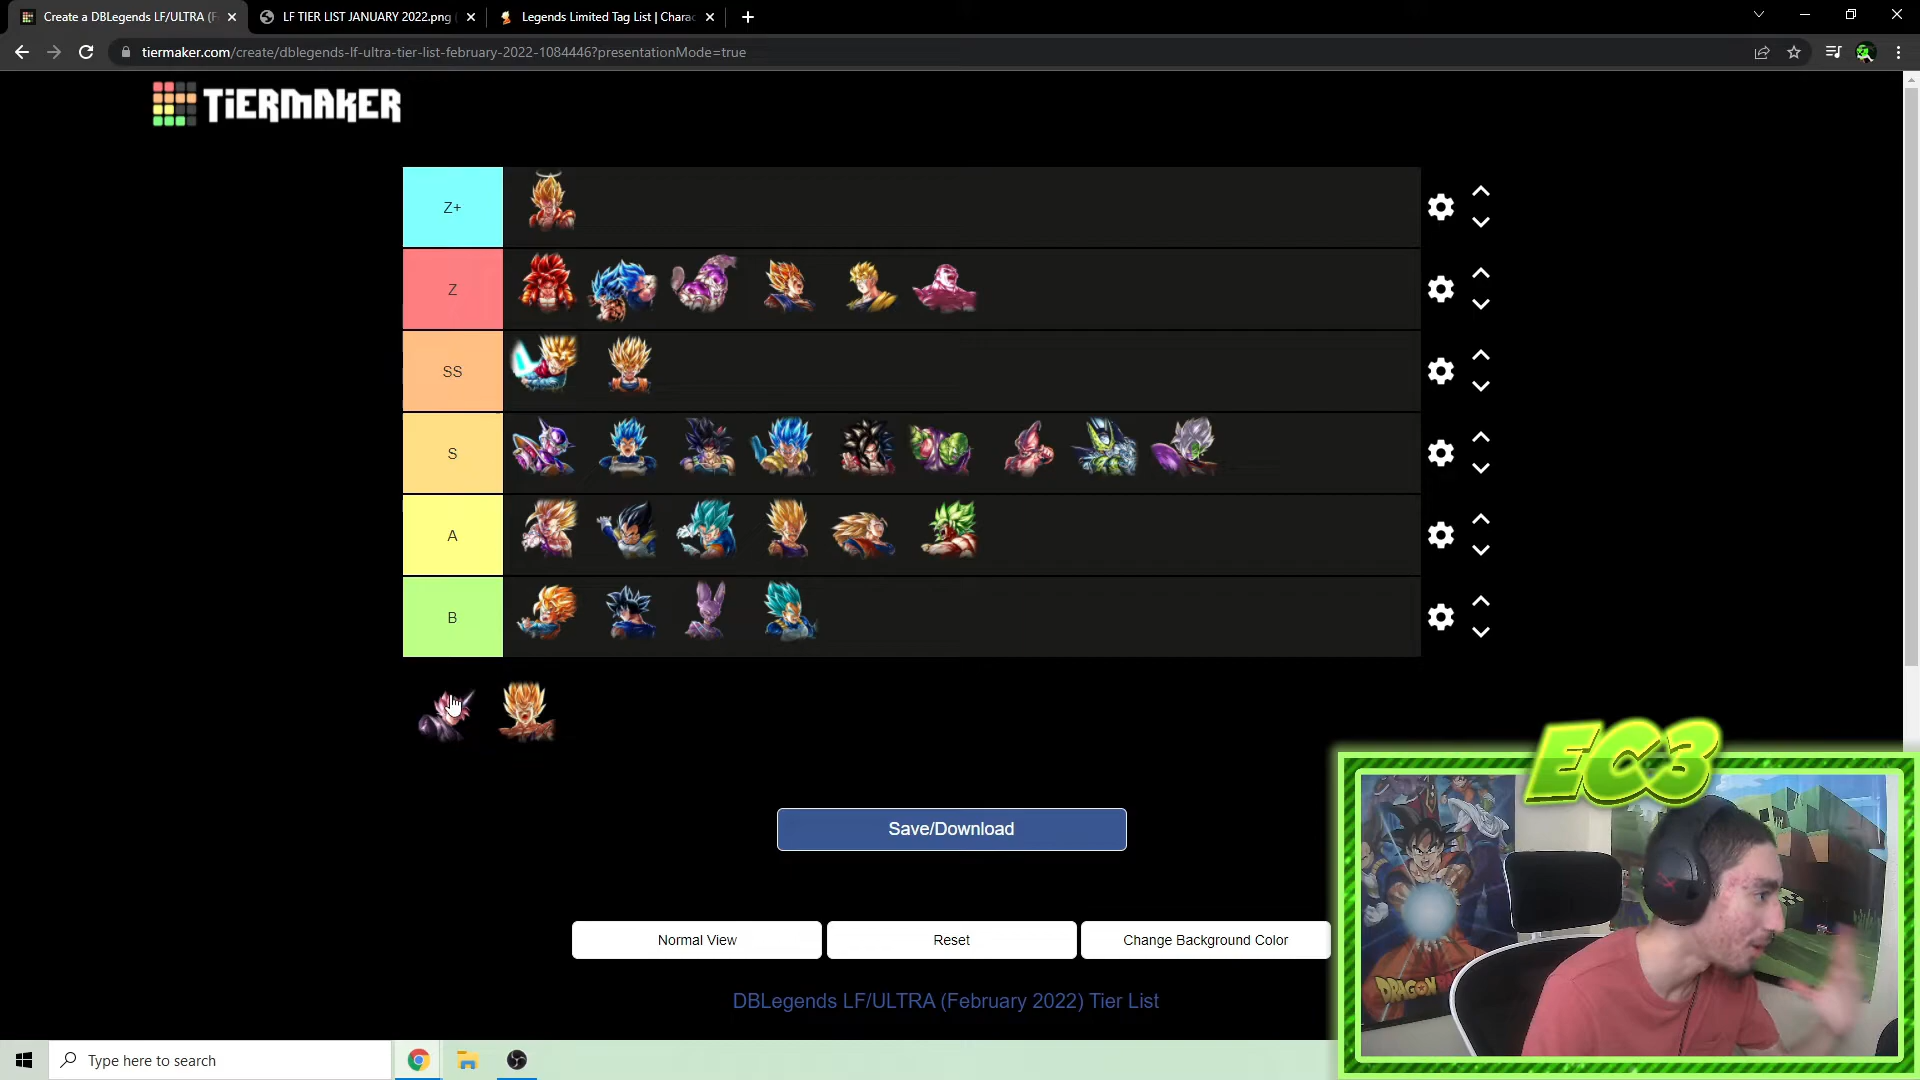 Create a DBLegends LF/ULTRA (F
LF TIER LIST JANUARY 2022.png (
Legends Limited Tag List | Charac
tiermaker.com/create/dblegends-lf-ultra-tier-list-february-2022-1084446?presentationMode=true
TIERMAKER
Z+
Z
SS
S
A
B
Save/Download
EC3
Normal View
Reset
Change Background Color
DRAGON
DBLegends LF/ULTRA (February 2022) Tier List
Type here to search